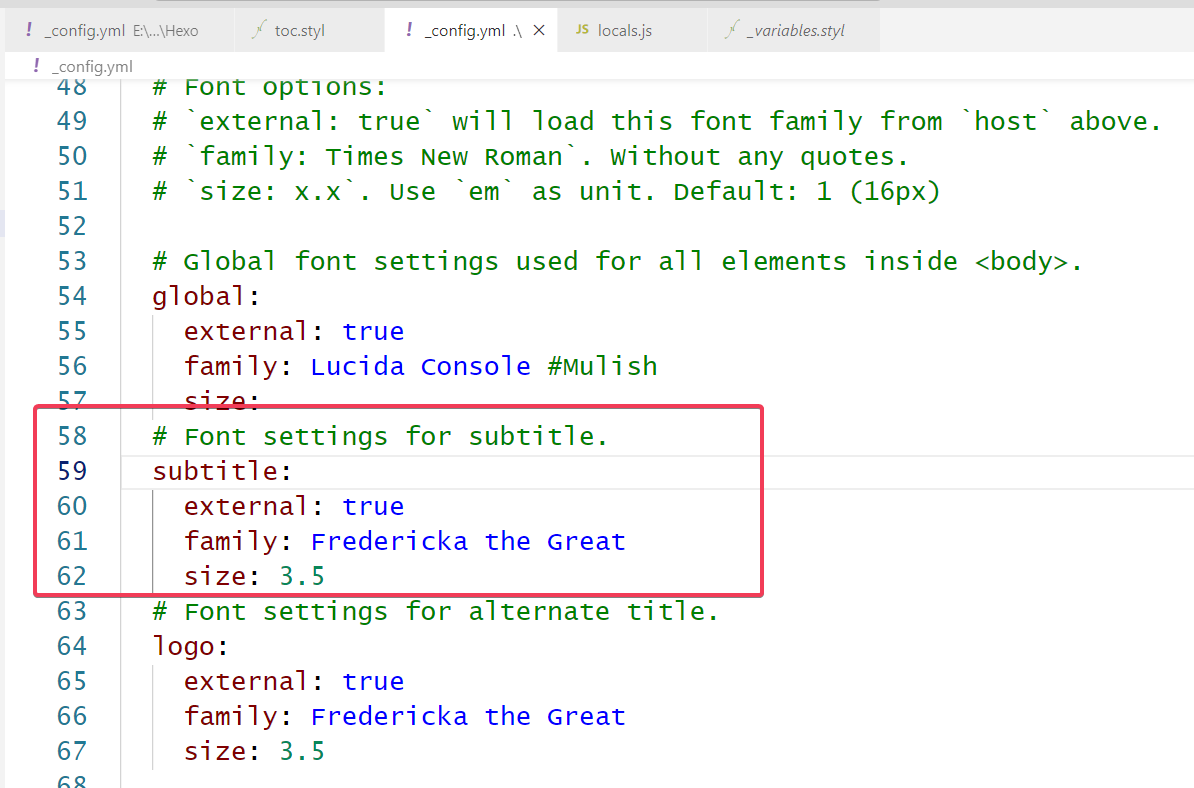 ! _config.yml E:\...\Hexo toc.styl ! _config.yml .\ × JS locals.js _variables.styl
! _config.yml
48 # Font options:
49 # `external: true` will load this font family from `host` above.
50 # `family: Times New Roman`. Without any quotes.
51 # `size: x.x`. Use `em` as unit. Default: 1 (16px)
52
53 # Global font settings used for all elements inside <body>.
54 global:
55 external: true
56 family: Lucida Console #Mulish
57 size:
58 # Font settings for subtitle.
59 subtitle:
60 external: true
61 family: Fredericka the Great
62 size: 3.5
63 # Font settings for alternate title.
64 logo:
65 external: true
66 family: Fredericka the Great
67 size: 3.5
68